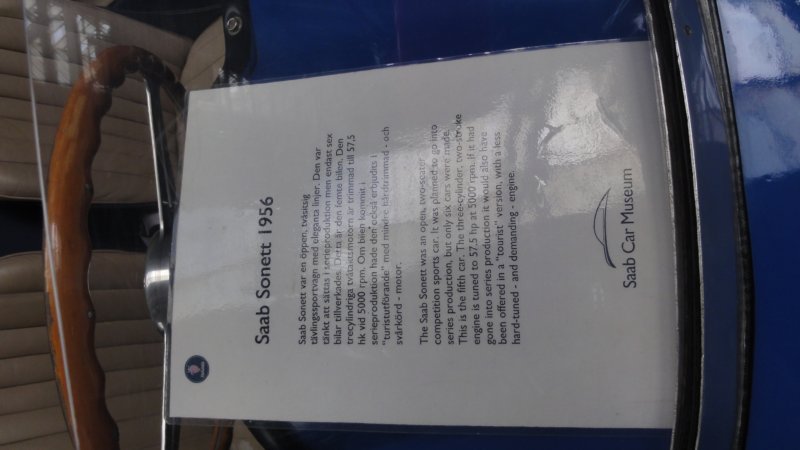 Saab Sonett 1956
Saab Sonett var en öppen, tvåsitsig
tävlingssportvagn med eleganta linjer. Den var
tänkt att sättas i serieproduktion men endast sex
bilar tillverkades. Detta är den femte bilen. Den
trecylindriga tvåtaktsmotorn är trimmad till 57,5
hk vid 5000 rpm. Om bilen kommit i
serieproduktion hade den också erbjudits i
"turistutförande" med mindre hårdtrimmad - och
svårkörd - motor.
The Saab Sonett was an open, two-seater
competition sports car. It was planned to go into
series production, but only six cars were made.
This is the fifth car. The three-cylinder, two-stroke
engine is tuned to 57.5 hp at 5000 rpm. If it had
gone into series production it would also have
been offered in a "tourist" version, with a less
hard-tuned - and demanding - engine.
Saab Car Museum